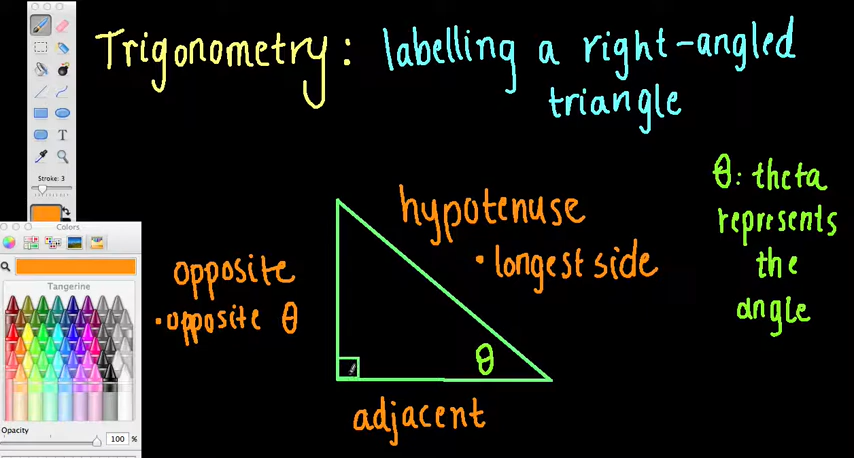 Trigonometry: labelling a right-angled
triangle
Stroke: 3
T
Colors
Tangerine
Opacity
100 %
hypotenuse
• longest side
opposite
• opposite θ
θ
adjacent
θ: theta
represents
the
angle